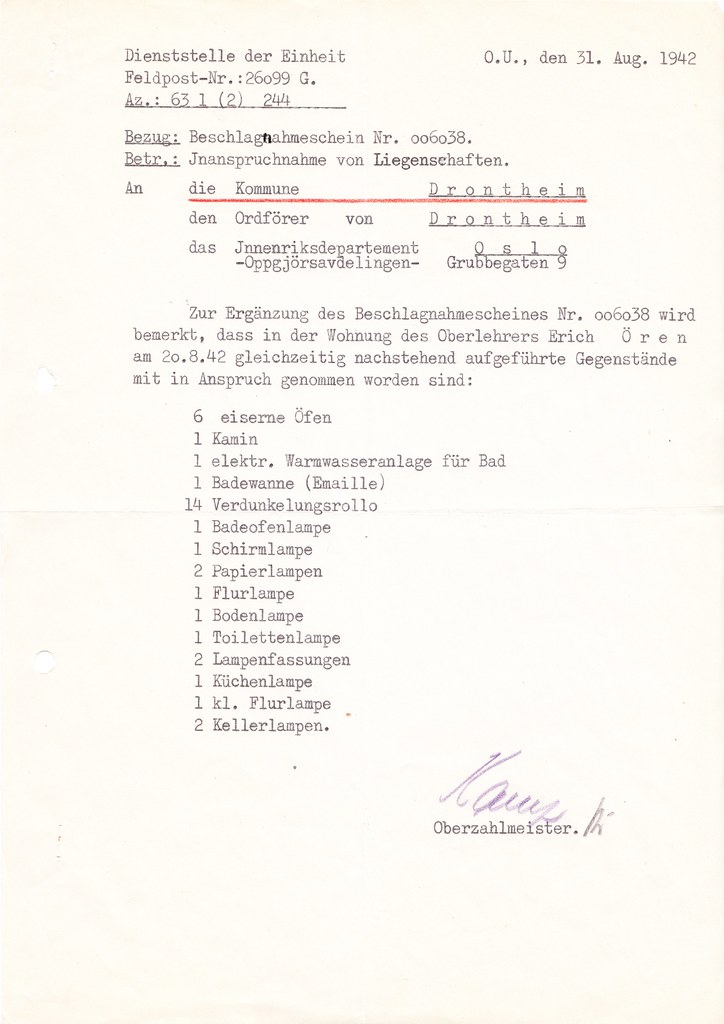 Dienststelle der Einheit O.U., den 31. Aug. 1942
Feldpost-Nr.:26o99 G.
Az.: 63 l (2) 244
Bezug: Beschlagnahmeschein Nr. oo6o38.
Betr.: Jnanspruchnahme von Liegenschaften.
An die Kommune D r o n t h e i m
den Ordförer von D r o n t h e i m
das Jnnenriksdepartement O s l o
-Oppgjörsavdelingen- Grubbegaten 9
Zur Ergänzung des Beschlagnahmescheines Nr. oo6o38 wird
bemerkt, dass in der Wohnung des Oberlehrers Erich Ö r e n
am 2o.8.42 gleichzeitig nachstehend aufgeführte Gegenstände
mit in Anspruch genommen worden sind:
6 eiserne Öfen
1 Kamin
1 elektr. Warmwasseranlage für Bad
1 Badewanne (Emaille)
14 Verdunkelungsrollo
1 Badeofenlampe
1 Schirmlampe
2 Papierlampen
1 Flurlampe
1 Bodenlampe
1 Toilettenlampe
2 Lampenfassungen
1 Küchenlampe
1 kl. Flurlampe
2 Kellerlampen.
Oberzahlmeister.